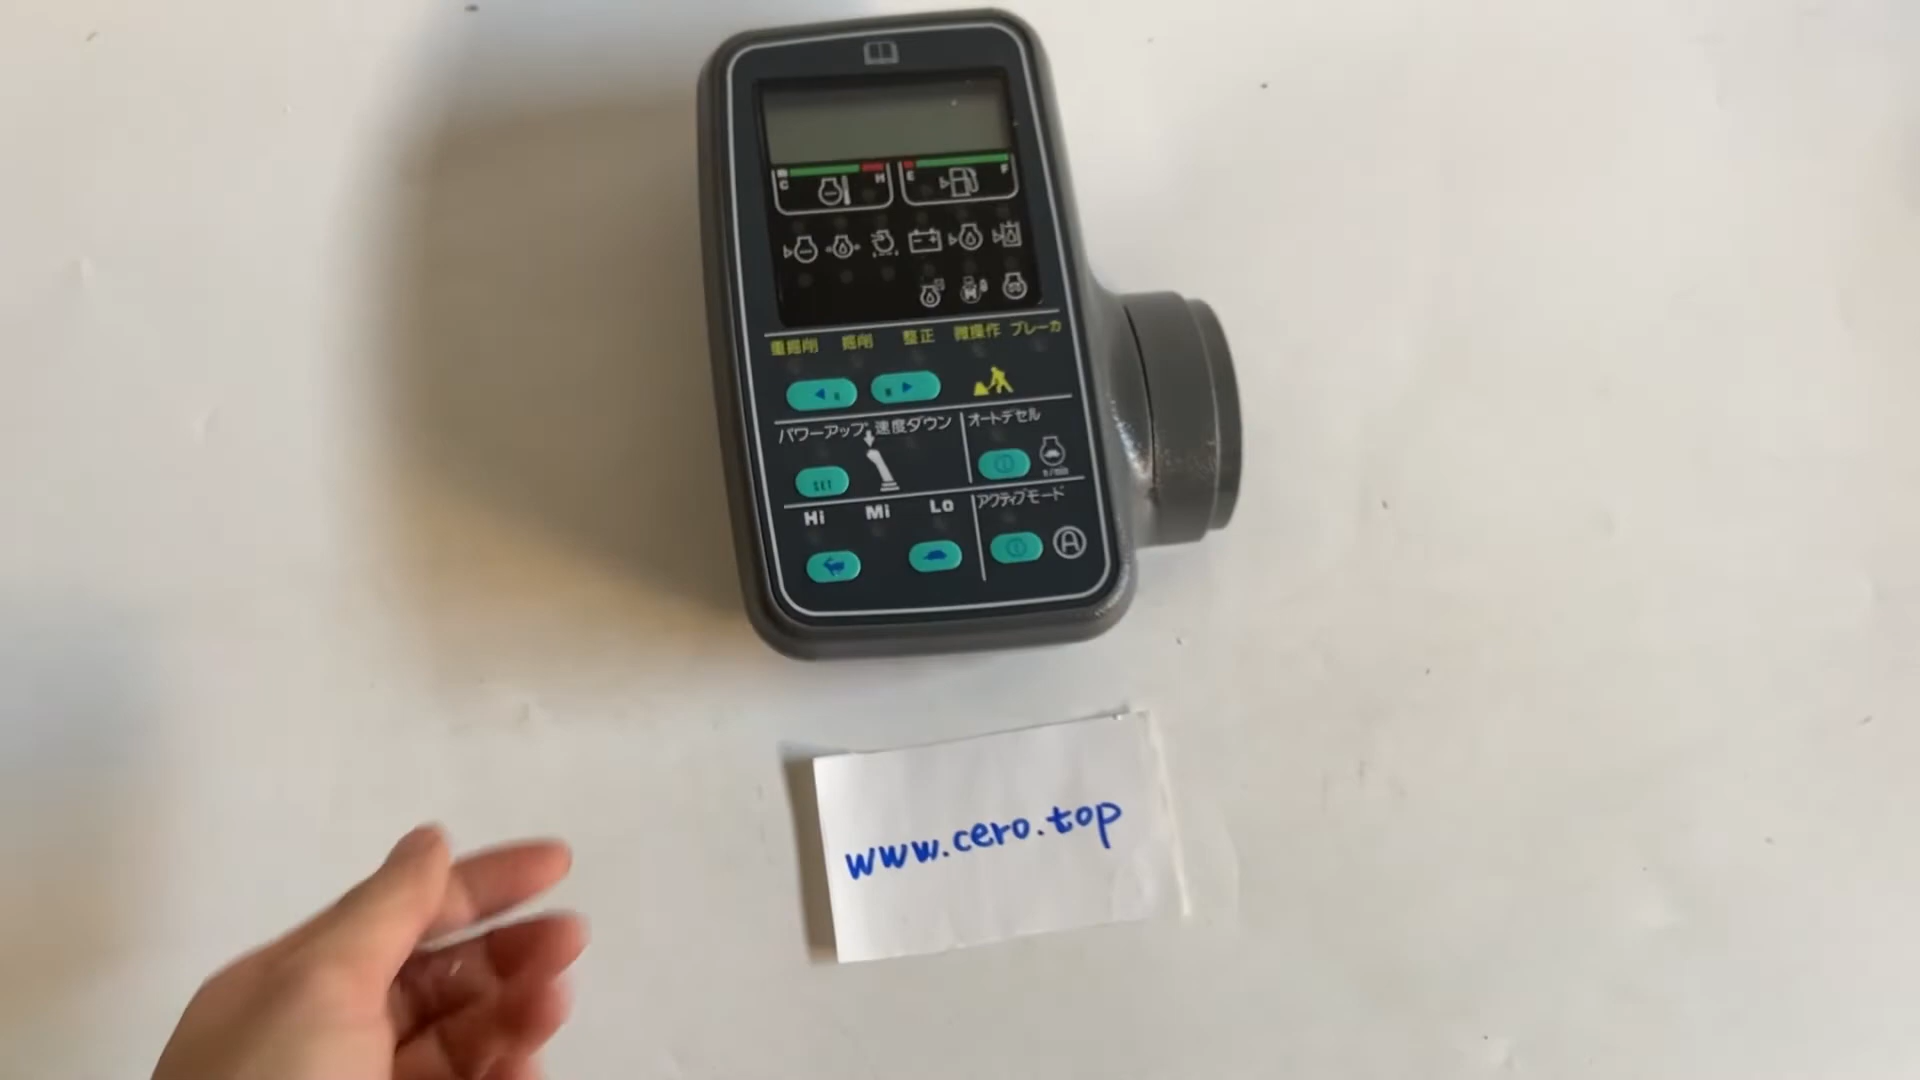 C H E F
重掘削 掘削 整正 微操作 ブレーカ
パワーアップ 速度ダウン オートデセル
SET
n/min
Hi Mi Lo アクティブモード
A
www.cero.top